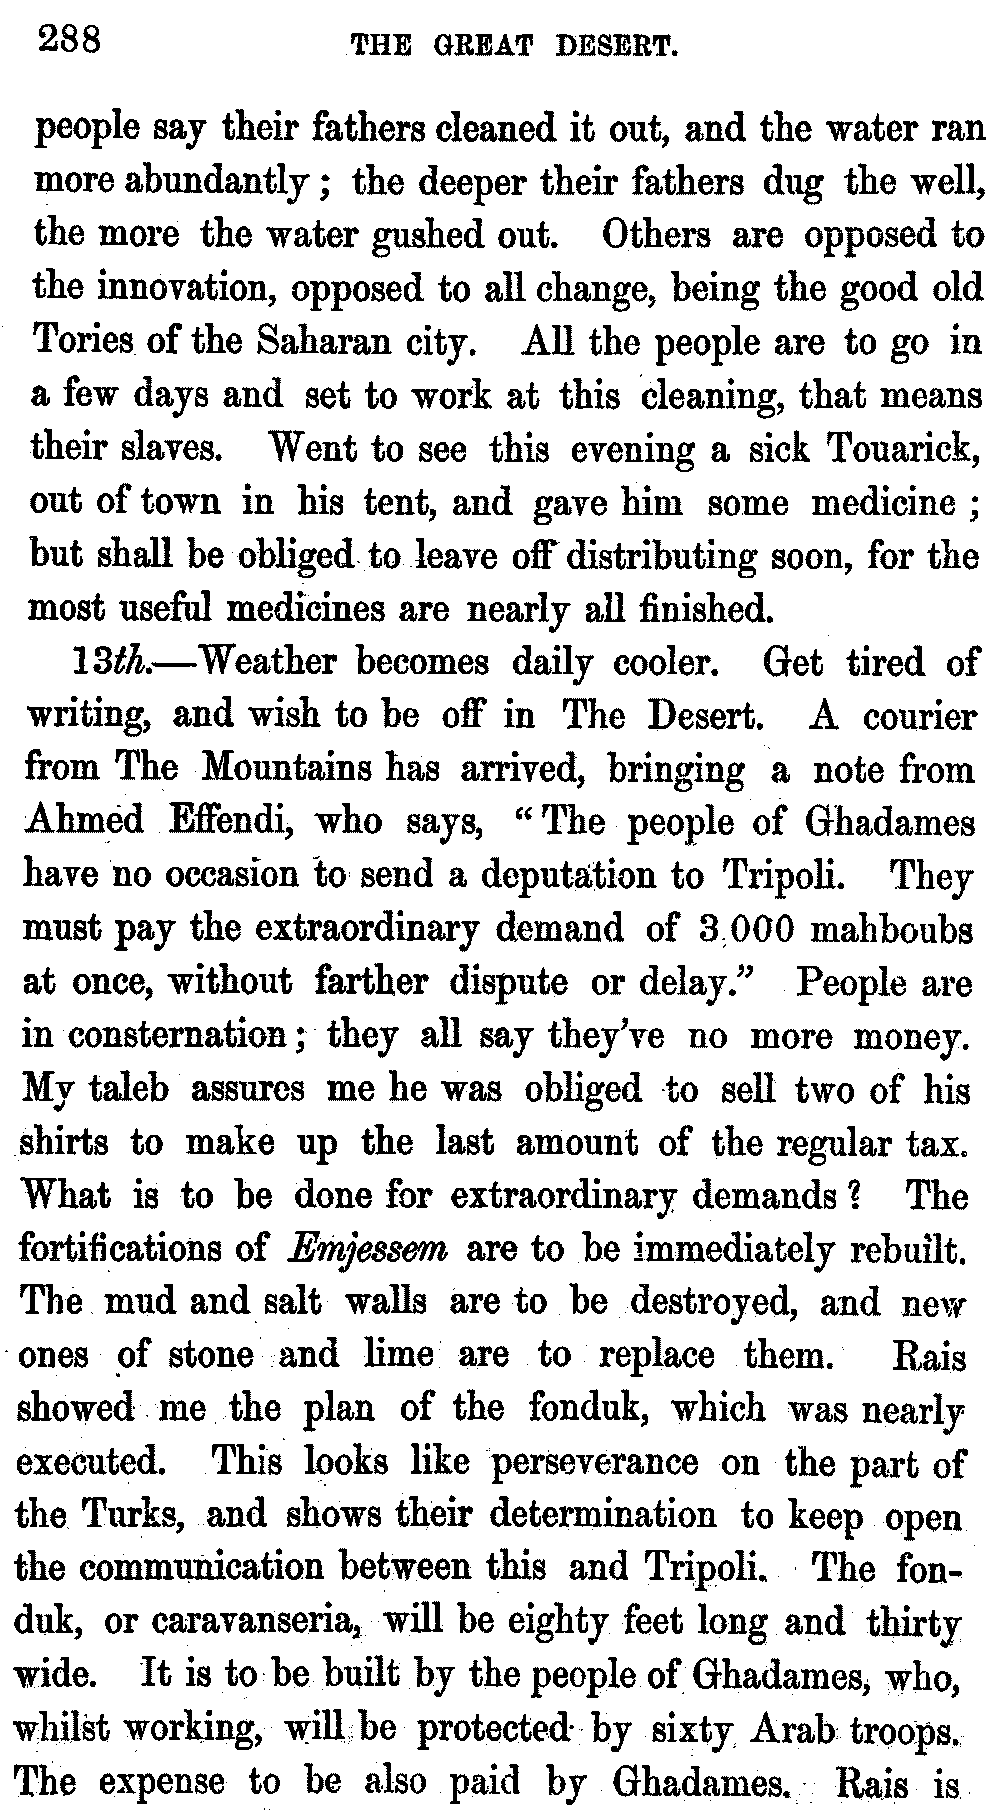 288 THE GREAT DESERT.
people say their fathers cleaned it out, and the water ran
more abundantly; the deeper their fathers dug the well,
the more the water gushed out. Others are opposed to
the innovation, opposed to all change, being the good old
Tories of the Saharan city. All the people are to go in
a few days and set to work at this cleaning, that means
their slaves. Went to see this evening a sick Touarick,
out of town in his tent, and gave him some medicine;
but shall be obliged to leave off distributing soon, for the
most useful medicines are nearly all finished.
13th.—Weather becomes daily cooler. Get tired of
writing, and wish to be off in The Desert. A courier
from The Mountains has arrived, bringing a note from
Ahmed Effendi, who says, “The people of Ghadames
have no occasion to send a deputation to Tripoli. They
must pay the extraordinary demand of 3,000 mahboubs
at once, without farther dispute or delay.” People are
in consternation; they all say they've no more money.
My taleb assures me he was obliged to sell two of his
shirts to make up the last amount of the regular tax.
What is to be done for extraordinary demands? The
fortifications of Emjessem are to be immediately rebuilt.
The mud and salt walls are to be destroyed, and new
ones of stone and lime are to replace them. Rais
showed me the plan of the fonduk, which was nearly
executed. This looks like perseverance on the part of
the Turks, and shows their determination to keep open
the communication between this and Tripoli. The fon-
duk, or caravanseria, will be eighty feet long and thirty
wide. It is to be built by the people of Ghadames, who,
whilst working, will be protected by sixty Arab troops.
The expense to be also paid by Ghadames. Rais is